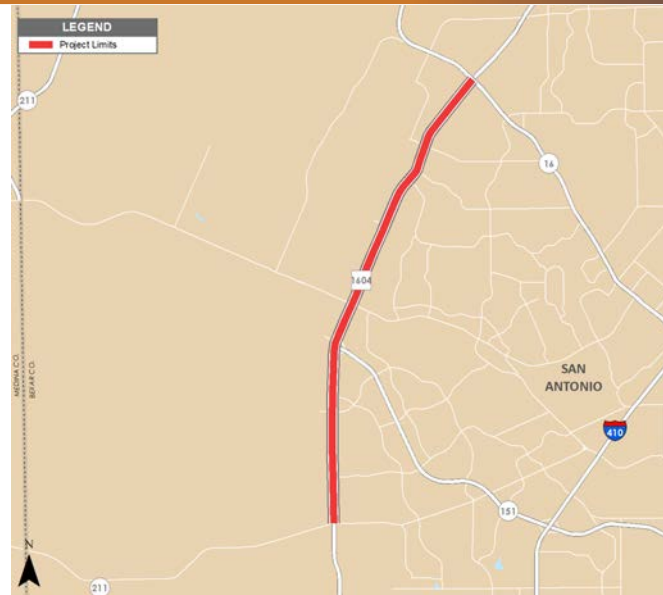 LEGEND
Project Limits
211
16
1604
MEDINA CO.
BEXAR CO.
SAN
ANTONIO
410
151
N
211